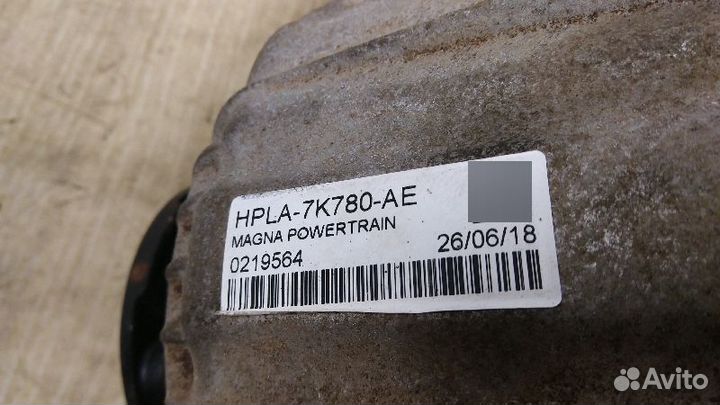 HPLA-7K780-AE
MAGNA POWERTRAIN
0219564 26/06/18
Avito